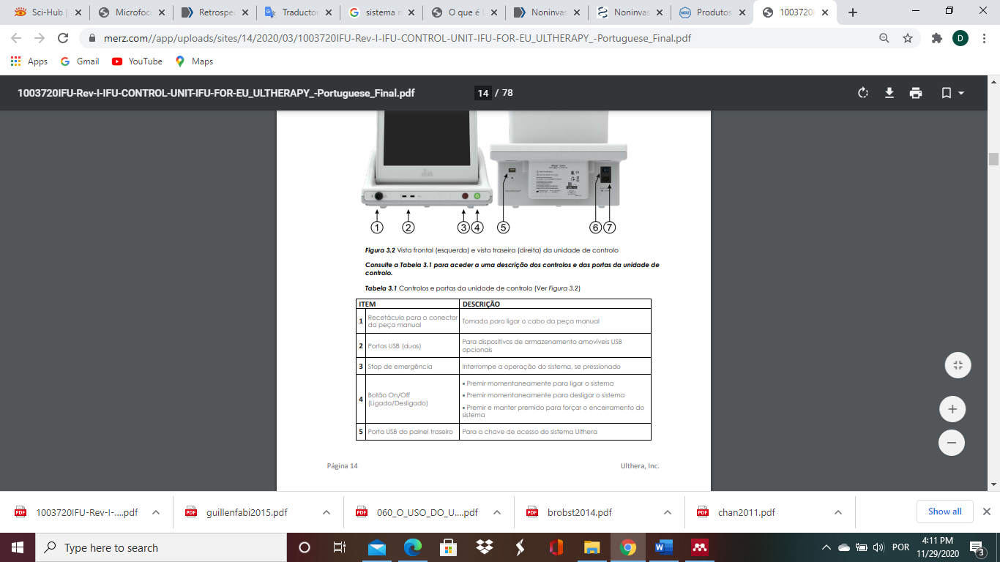 Sci-Hub
Microfoc
Retrospe
Traductor
sistema r
O que é
Noninvas
Noninvas
Produtos
1003720
merz.com//app/uploads/sites/14/2020/03/1003720IFU-Rev-I-IFU-CONTROL-UNIT-IFU-FOR-EU_ULTHERAPY_-Portuguese_Final.pdf
D
Apps
Gmail
YouTube
Maps
1003720IFU-Rev-I-IFU-CONTROL-UNIT-IFU-FOR-EU_ULTHERAPY_-Portuguese_Final.pdf
14 / 78
ulthera
1 2 3 4 5 6 7
Figura 3.2 Vista frontal (esquerda) e vista traseira (direita) da unidade de controlo
Consulte a Tabela 3.1 para aceder a uma descrição dos controlos e das portas da unidade de
controlo.
Tabela 3.1 Controlos e portas da unidade de controlo (Ver Figura 3.2)
ITEM DESCRIÇÃO
1 Recetáculo para o conector
da peça manual
Tomada para ligar o cabo da peça manual
2 Portas USB (duas)
Para dispositivos de armazenamento amovíveis USB
opcionais
3 Stop de emergência Interrompe a operação do sistema, se pressionado
4 Botão On/Off
(Ligado/Desligado)
• Premir momentaneamente para ligar o sistema
• Premir momentaneamente para desligar o sistema
• Premir e manter premido para forçar o encerramento do
sistema
5 Porta USB do painel traseiro Para a chave de acesso do sistema Ulthera
Página 14 Ulthera, Inc.
1003720IFU-Rev-I-....pdf
guillenfabi2015.pdf
060_O_USO_DO_U....pdf
brobst2014.pdf
chan2011.pdf
Show all
Type here to search
POR
4:11 PM
11/29/2020
3